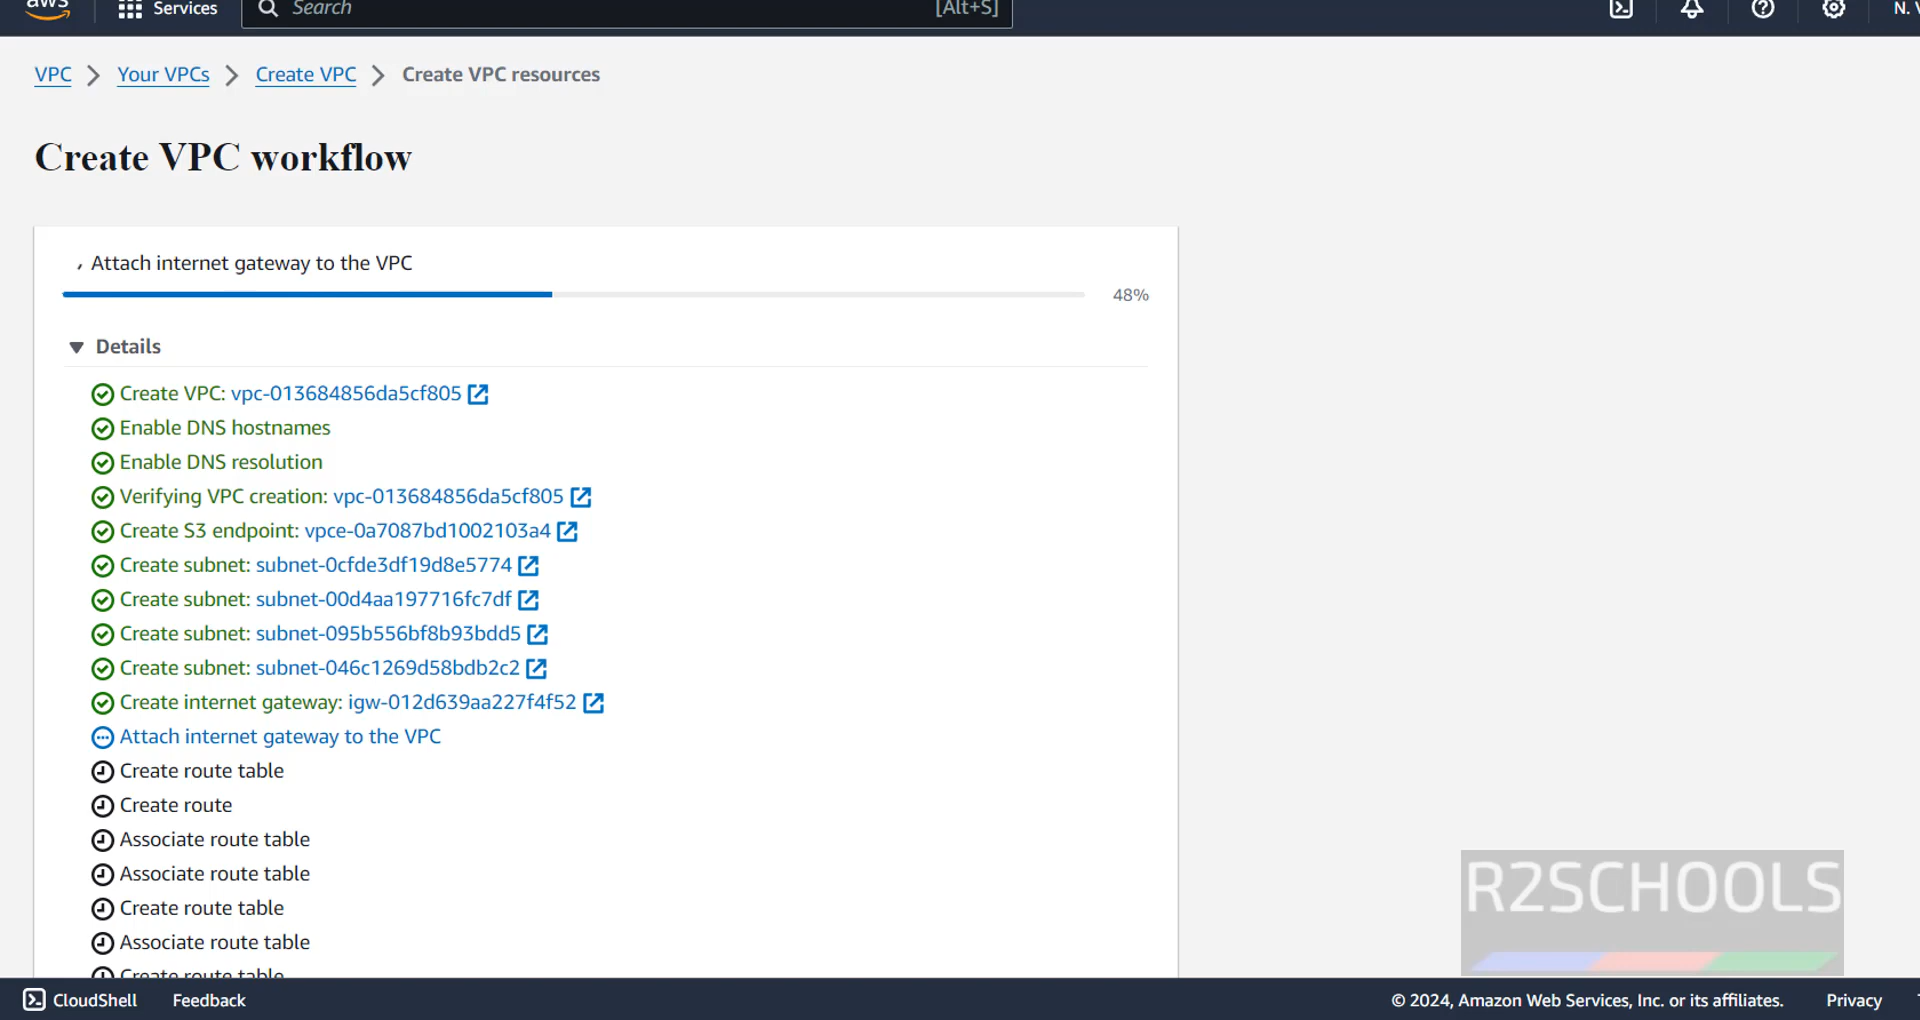 aws Services Search [Alt+S] N.
VPC Your VPCs Create VPC Create VPC resources
Create VPC workflow
Attach internet gateway to the VPC
48%
Details
Create VPC: vpc-013684856da5cf805
Enable DNS hostnames
Enable DNS resolution
Verifying VPC creation: vpc-013684856da5cf805
Create S3 endpoint: vpce-0a7087bd1002103a4
Create subnet: subnet-0cfde3df19d8e5774
Create subnet: subnet-00d4aa197716fc7df
Create subnet: subnet-095b556bf8b93bdd5
Create subnet: subnet-046c1269d58bdb2c2
Create internet gateway: igw-012d639aa227f4f52
Attach internet gateway to the VPC
Create route table
Create route
Associate route table
Associate route table
Create route table
Associate route table
Create route table
R2SCHOOLS
CloudShell Feedback © 2024, Amazon Web Services, Inc. or its affiliates. Privacy